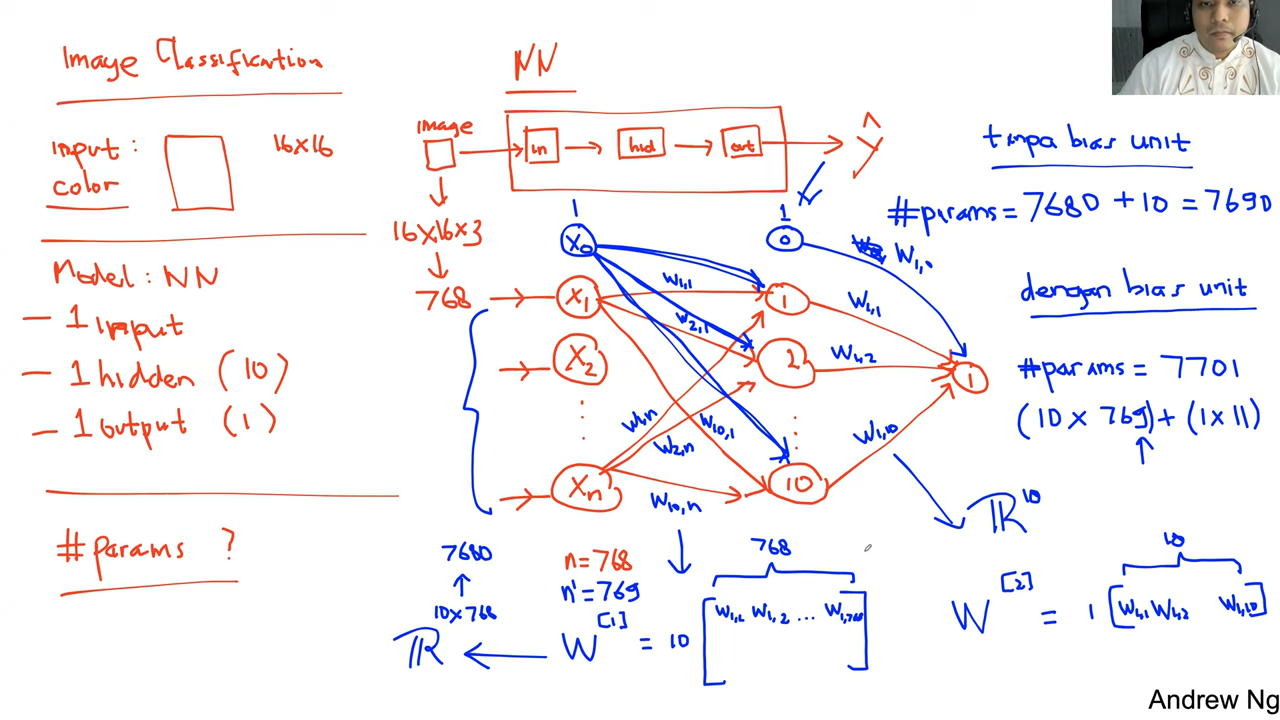 Image Classification
input : 16x16
color
Model : NN
- 1 input
- 1 hidden (10)
- 1 output (1)
#params ?
NN
image
in
hid
out
ŷ
16x16x3
768
1
X0
X1
X2
Xn
1
0
1
2
10
1
W1,1
W2,1
W1,n
W2,n
W10,1
W10,n
W1,0
W1,1
W1,2
W1,10
7680
10x768
ℝ
n=768
n'=769
W[1] = 10 [W1,1 W1,2 ... W1,768]
768
tanpa bias unit
#params = 7680 + 10 = 7690
dengan bias unit
#params = 7701
(10 x 769) + (1x11)
ℝ10
10
W[2] = 1 [W1,1 W1,2 W1,10]
Andrew Ng